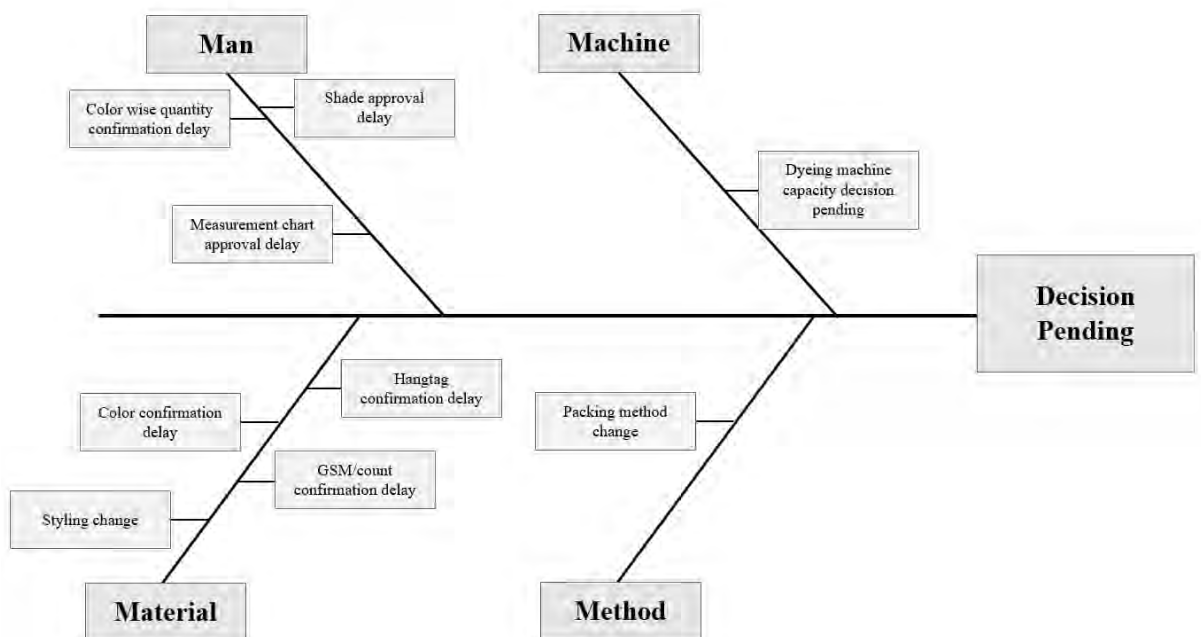 Man
Machine
Color wise quantity
confirmation delay
Shade approval
delay
Measurement chart
approval delay
Dyeing machine
capacity decision
pending
Decision
Pending
Hangtag
confirmation delay
Color confirmation
delay
GSM/count
confirmation delay
Styling change
Packing method
change
Material
Method